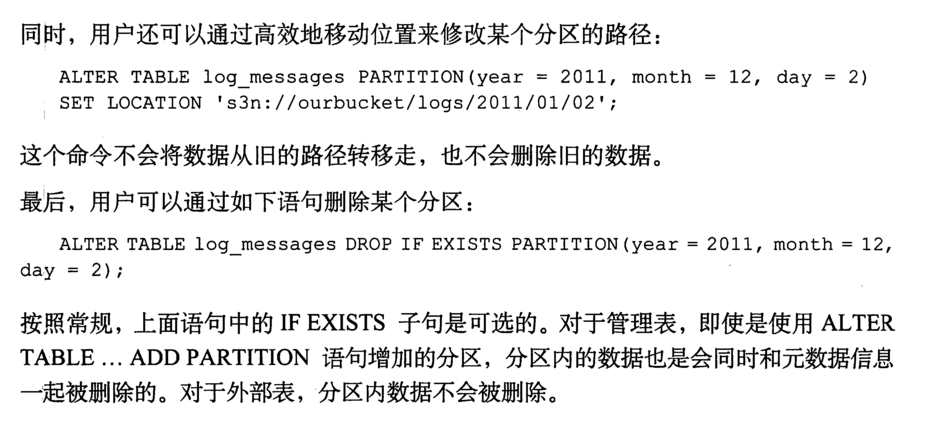 同时，用户还可以通过高效地移动位置来修改某个分区的路径：
ALTER TABLE log_messages PARTITION(year = 2011, month = 12, day = 2)
SET LOCATION 's3n://ourbucket/logs/2011/01/02';
这个命令不会将数据从旧的路径转移走，也不会删除旧的数据。
最后，用户可以通过如下语句删除某个分区：
ALTER TABLE log_messages DROP IF EXISTS PARTITION(year = 2011, month = 12,
day = 2);
按照常规，上面语句中的 IF EXISTS 子句是可选的。对于管理表，即使是使用 ALTER
TABLE … ADD PARTITION 语句增加的分区，分区内的数据也是会同时和元数据信息
一起被删除的。对于外部表，分区内数据不会被删除。